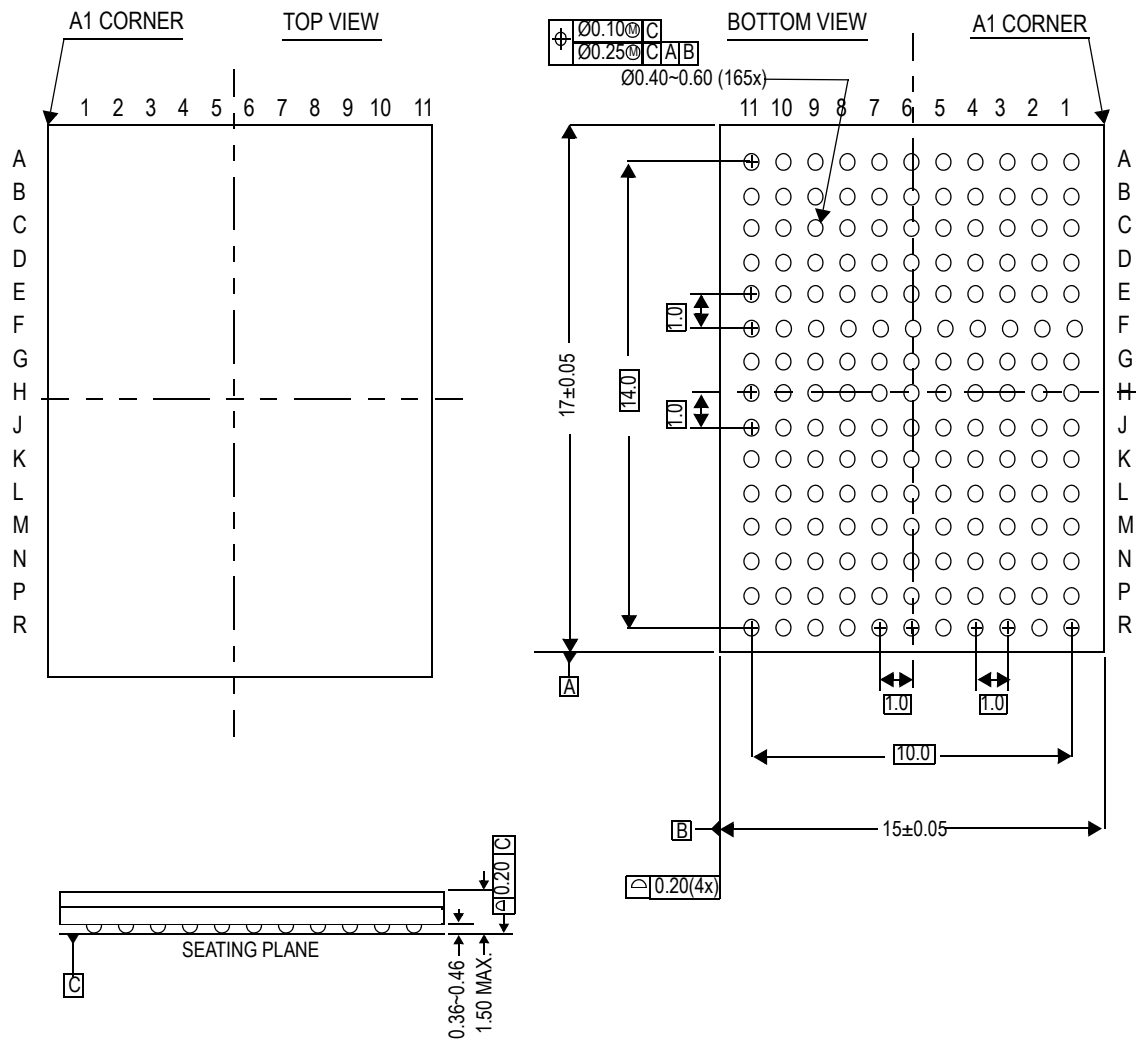 A1 CORNER
TOP VIEW
Ø0.10Ⓜ C
Ø0.25Ⓜ C A B
Ø0.40~0.60 (165x)
BOTTOM VIEW
A1 CORNER
1 2 3 4 5 6 7 8 9 10 11
11 10 9 8 7 6 5 4 3 2 1
A
B
C
D
E
F
G
H
J
K
L
M
N
P
R
A
B
C
D
E
F
G
H
J
K
L
M
N
P
R
17±0.05
14.0
1.0
1.0
A
1.0
1.0
10.0
B
15±0.05
0.20(4x)
0.20 C
SEATING PLANE
C
0.36~0.46
1.50 MAX.